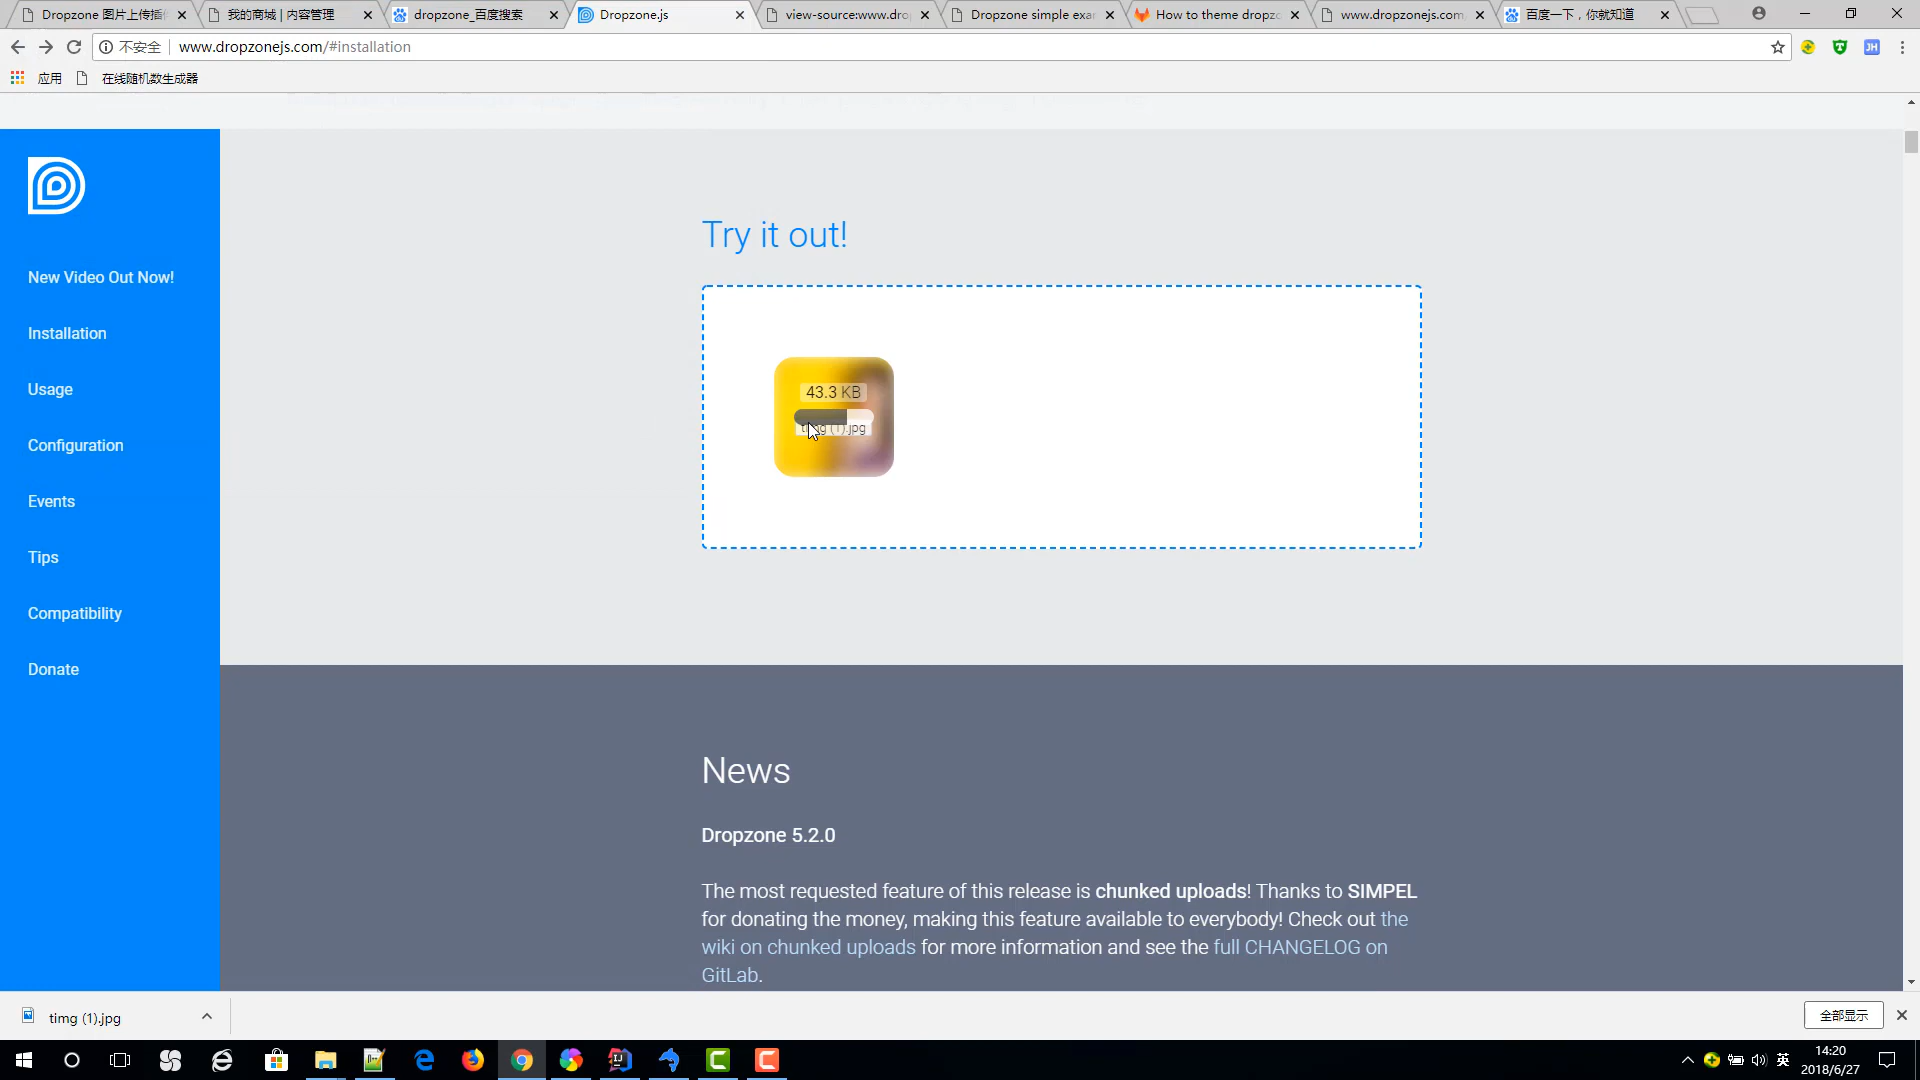 Dropzone 图片上传插件
我的商城 | 内容管理
dropzone_百度搜索
Dropzone.js
view-source:www.drop
Dropzone simple exam
How to theme dropzo
www.dropzonejs.com,
百度一下，你就知道
不安全
www.dropzonejs.com/#installation
应用
在线随机数生成器
New Video Out Now!
Installation
Usage
Configuration
Events
Tips
Compatibility
Donate
Try it out!
43.3 KB
timg (1).jpg
News
Dropzone 5.2.0
The most requested feature of this release is chunked uploads! Thanks to SIMPEL
for donating the money, making this feature available to everybody! Check out the
wiki on chunked uploads for more information and see the full CHANGELOG on
GitLab.
timg (1).jpg
全部显示
英
14:20
2018/6/27